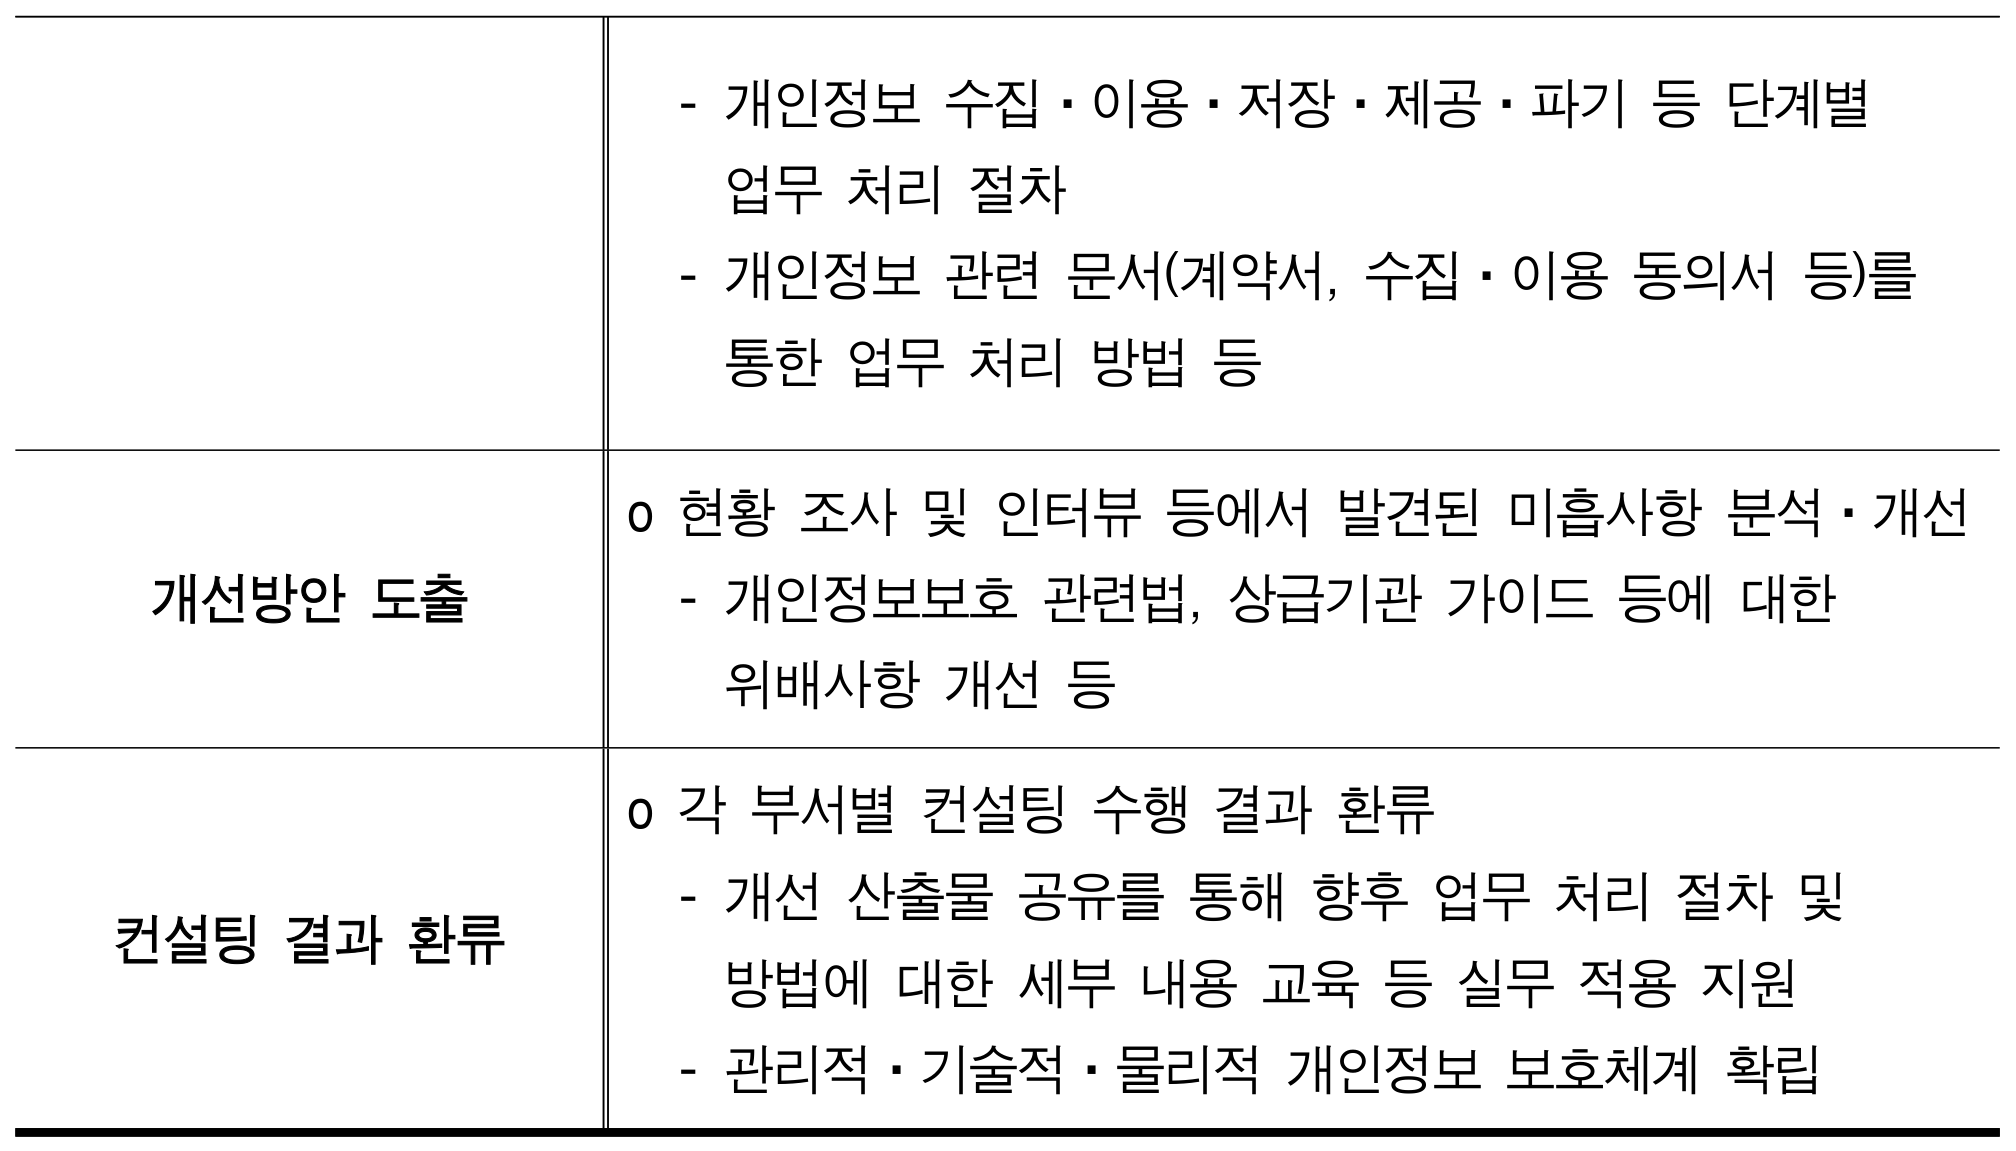 - 개인정보 수집·이용·저장·제공·파기 등 단계별
업무 처리 절차
- 개인정보 관련 문서(계약서, 수집·이용 동의서 등)를
통한 업무 처리 방법 등
개선방안 도출
o 현황 조사 및 인터뷰 등에서 발견된 미흡사항 분석·개선
- 개인정보보호 관련법, 상급기관 가이드 등에 대한
위배사항 개선 등
컨설팅 결과 환류
o 각 부서별 컨설팅 수행 결과 환류
- 개선 산출물 공유를 통해 향후 업무 처리 절차 및
방법에 대한 세부 내용 교육 등 실무 적용 지원
- 관리적·기술적·물리적 개인정보 보호체계 확립